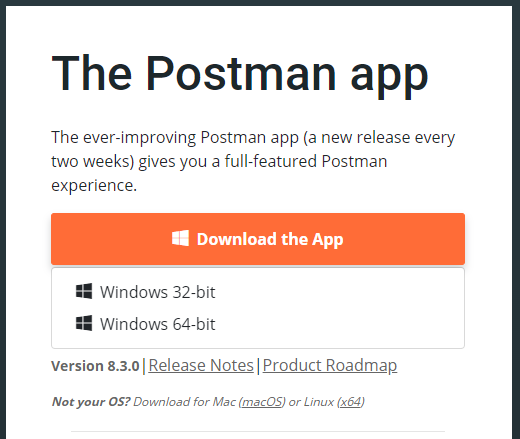 The Postman app
The ever-improving Postman app (a new release every
two weeks) gives you a full-featured Postman
experience.
Download the App
Windows 32-bit
Windows 64-bit
Version 8.3.0|Release Notes|Product Roadmap
Not your OS? Download for Mac (macOS) or Linux (x64)